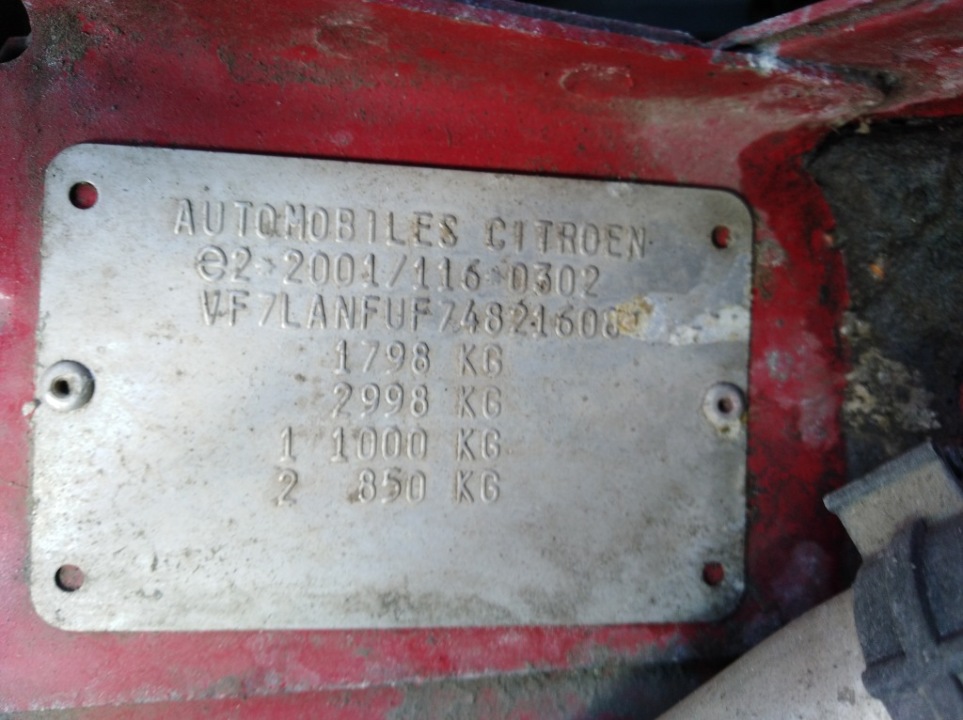 AUTOMOBILES CITROEN
e2*2001/116*0302
VF7LANFUF74821608
1798 KG
2998 KG
1 1000 KG
2 850 KG